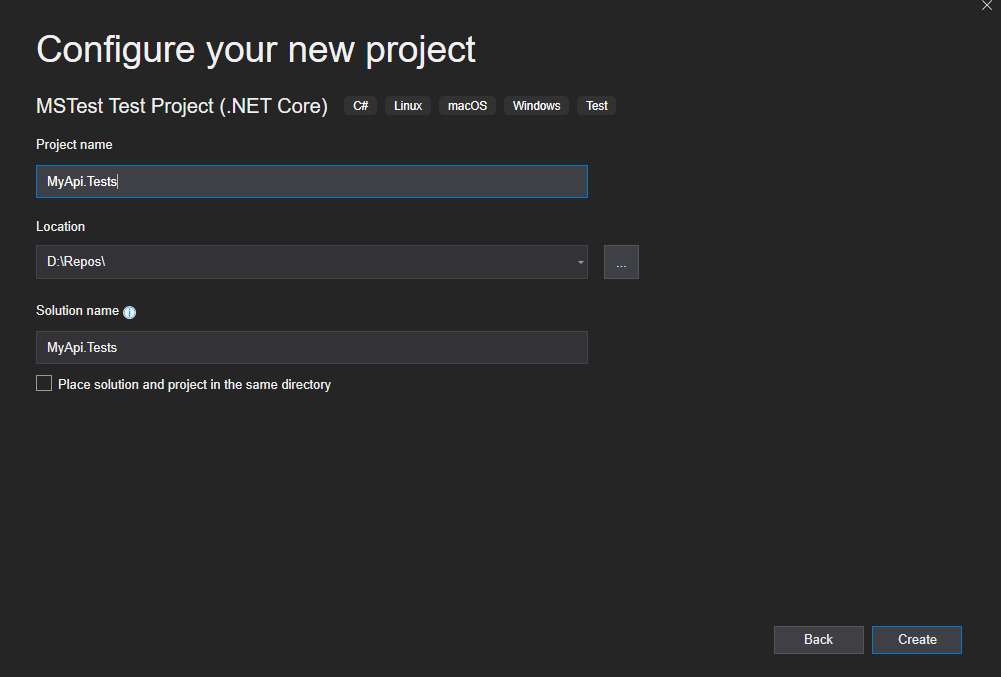 Configure your new project
MSTest Test Project (.NET Core) C# Linux macOS Windows Test
Project name
MyApi.Tests
Location
D:\Repos\
...
Solution name
MyApi.Tests
Place solution and project in the same directory
Back Create